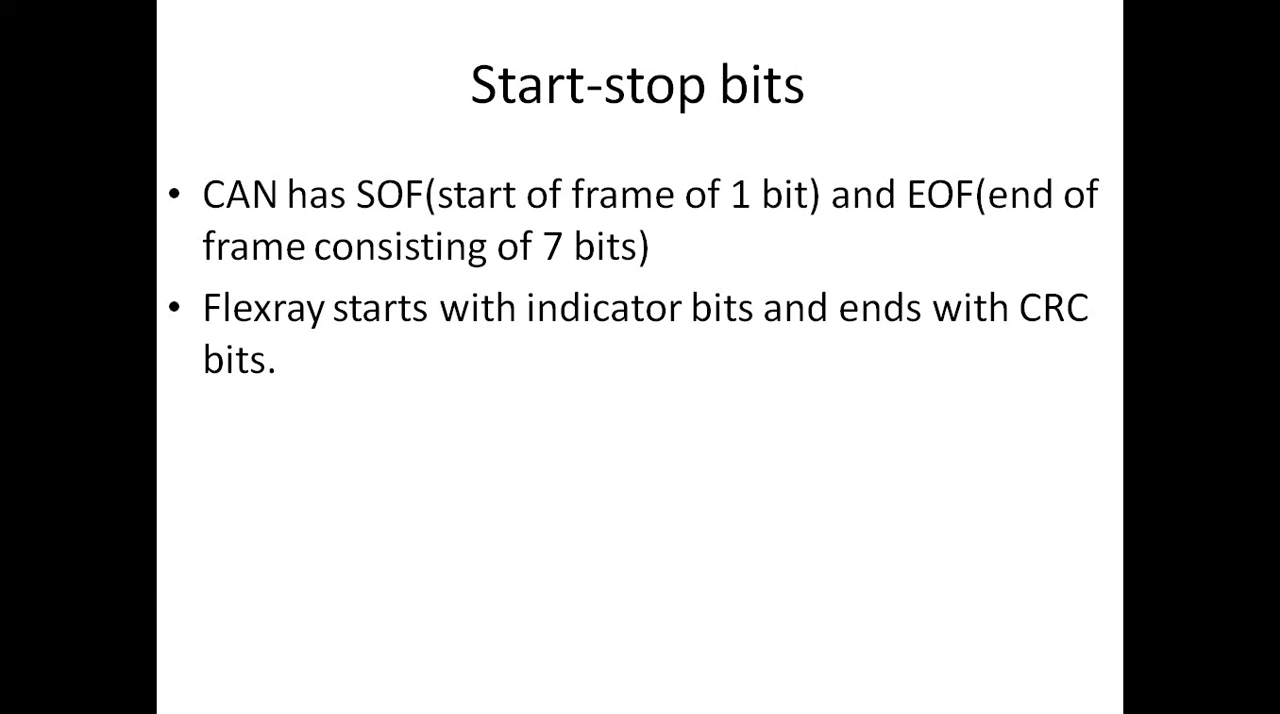 Start-stop bits
• CAN has SOF(start of frame of 1 bit) and EOF(end of
frame consisting of 7 bits)
• Flexray starts with indicator bits and ends with CRC
bits.